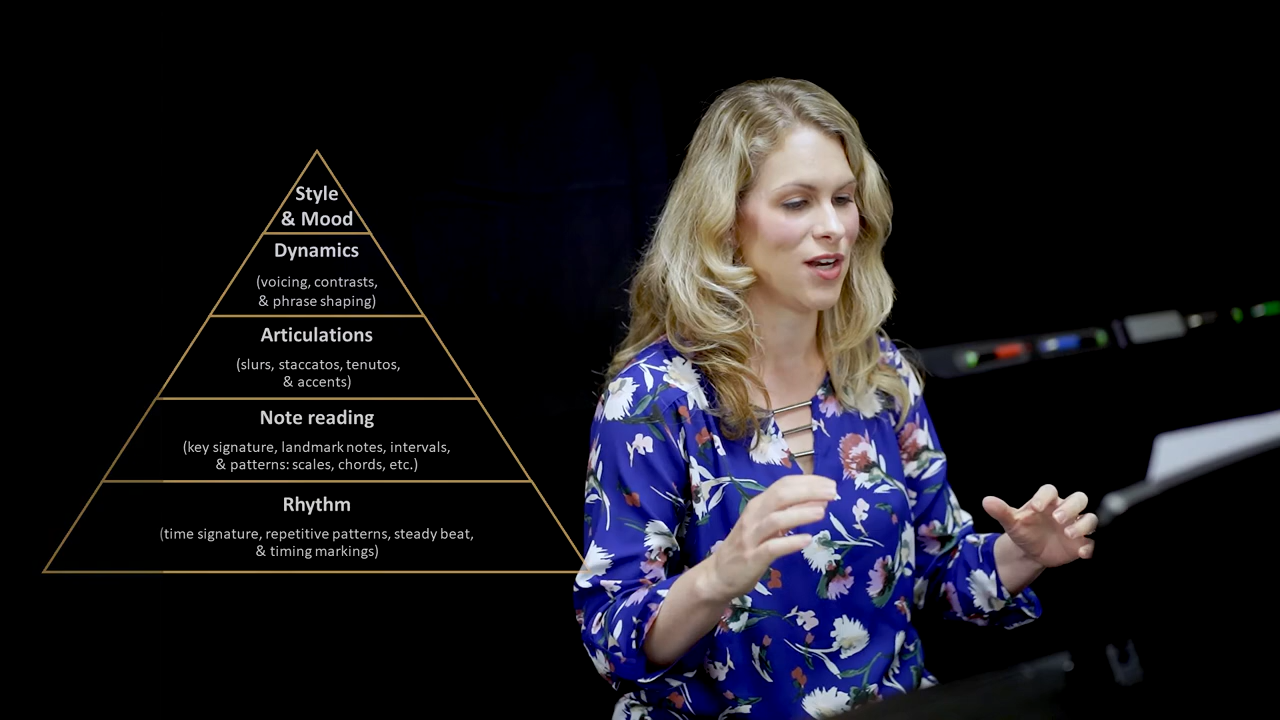 Style
& Mood
Dynamics
(voicing, contrasts,
& phrase shaping)
Articulations
(slurs, staccatos, tenutos,
& accents)
Note reading
(key signature, landmark notes, intervals,
& patterns: scales, chords, etc.)
Rhythm
(time signature, repetitive patterns, steady beat,
& timing markings)